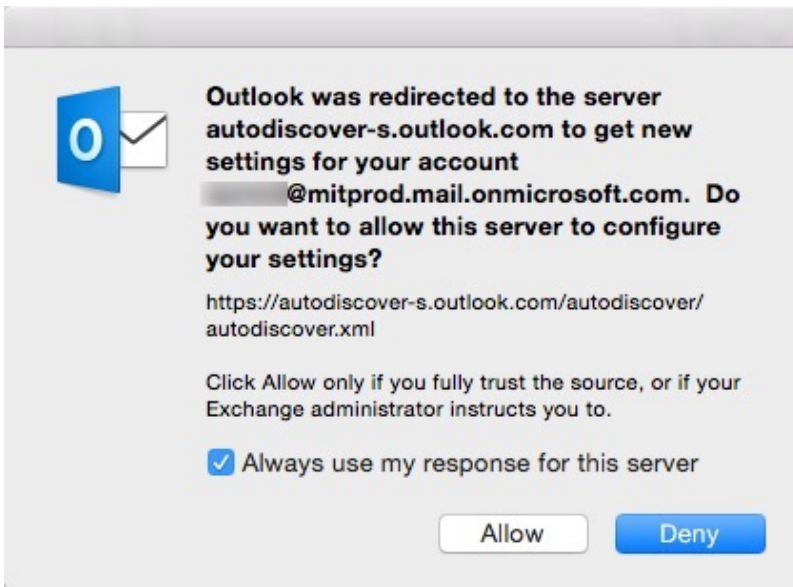 Outlook was redirected to the server
autodiscover-s.outlook.com to get new
settings for your account
@mitprod.mail.onmicrosoft.com. Do
you want to allow this server to configure
your settings?
https://autodiscover-s.outlook.com/autodiscover/
autodiscover.xml
Click Allow only if you fully trust the source, or if your
Exchange administrator instructs you to.
Always use my response for this server
Allow Deny